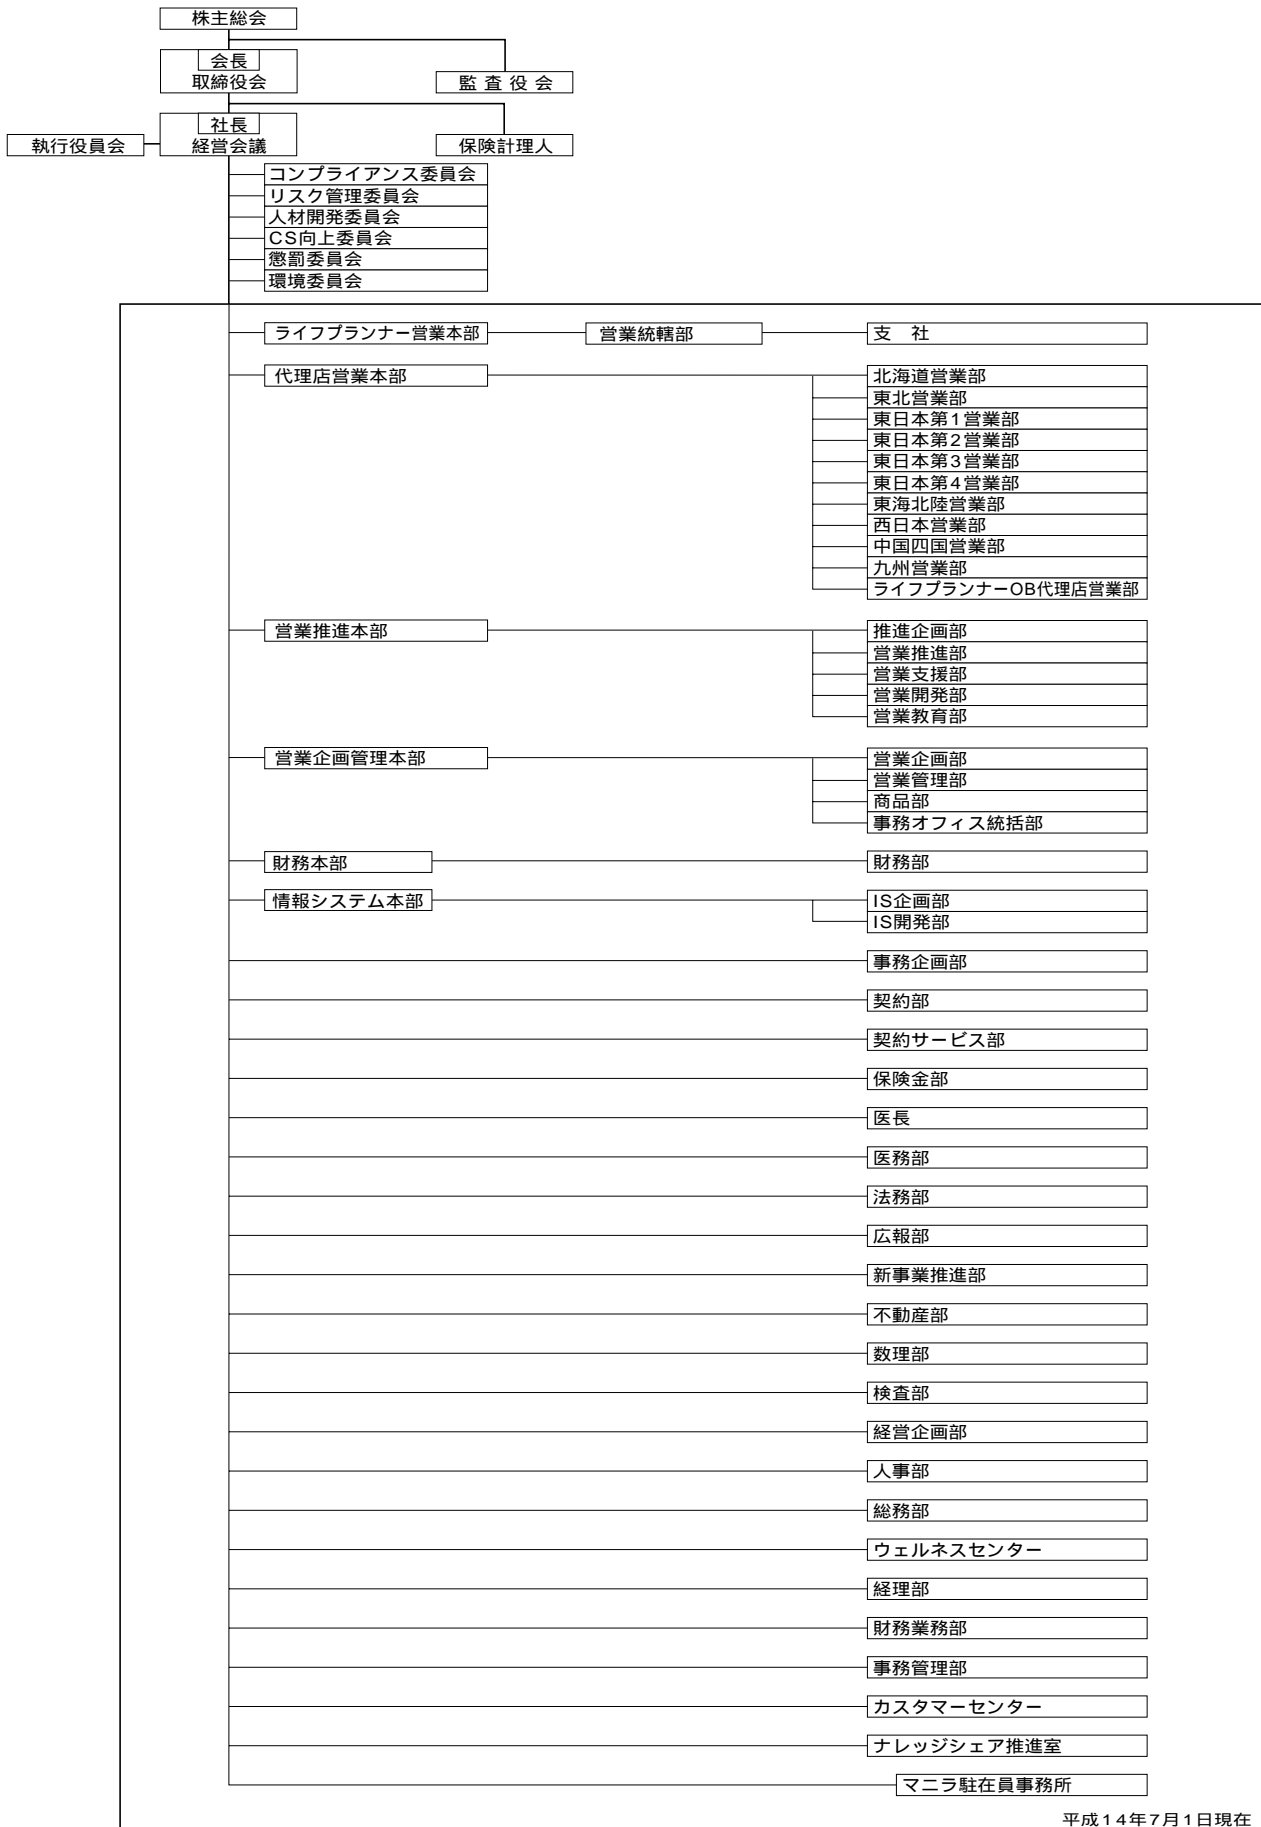 株主総会
会長
取締役会
監査役会
社長
執行役員会 経営会議 保険計理人
コンプライアンス委員会
リスク管理委員会
人材開発委員会
CS向上委員会
懲罰委員会
環境委員会
ライフプランナー営業本部 営業統轄部 支 社
代理店営業本部 北海道営業部
東北営業部
東日本第1営業部
東日本第2営業部
東日本第3営業部
東日本第4営業部
東海北陸営業部
西日本営業部
中国四国営業部
九州営業部
ライフプランナーOB代理店営業部
営業推進本部 推進企画部
営業推進部
営業支援部
営業開発部
営業教育部
営業企画管理本部 営業企画部
営業管理部
商品部
事務オフィス統括部
財務本部 財務部
情報システム本部 IS企画部
IS開発部
事務企画部
契約部
契約サービス部
保険金部
医長
医務部
法務部
広報部
新事業推進部
不動産部
数理部
検査部
経営企画部
人事部
総務部
ウェルネスセンター
経理部
財務業務部
事務管理部
カスタマーセンター
ナレッジシェア推進室
マニラ駐在員事務所
平成14年7月1日現在